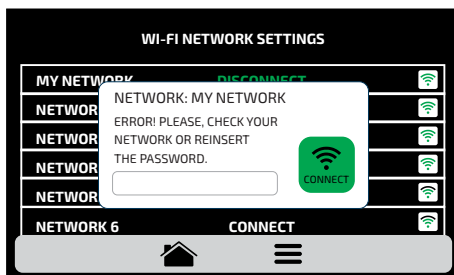 WI-FI NETWORK SETTINGS
MY NETWORK DISCONNECT
NETWORK: MY NETWORK
ERROR! PLEASE, CHECK YOUR
NETWORK OR REINSERT
THE PASSWORD.
CONNECT
NETWORK 6 CONNECT